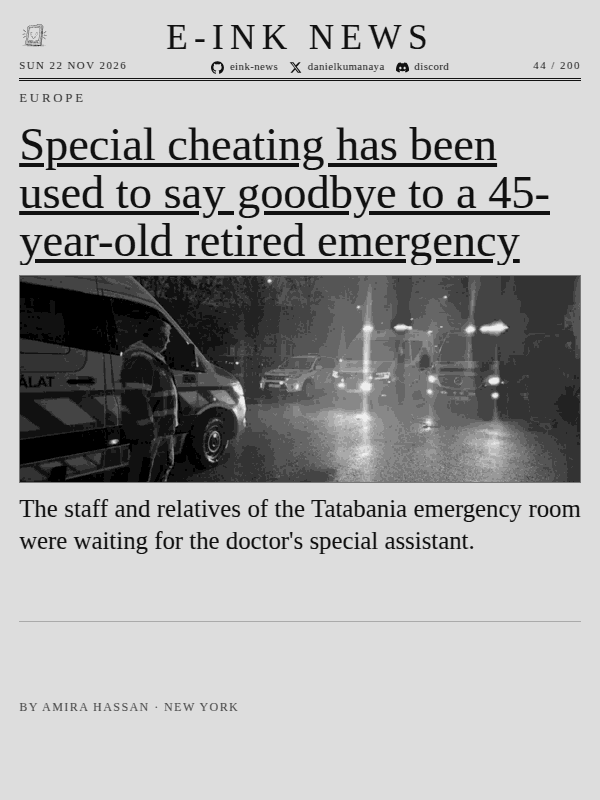 E-INK NEWS
SUN 22 NOV 2026
eink-news
danielkumanaya
discord
44 / 200
EUROPE
Special cheating has been
used to say goodbye to a 45-
year-old retired emergency
ÁLAT
The staff and relatives of the Tatabania emergency room
were waiting for the doctor's special assistant.
BY AMIRA HASSAN · NEW YORK